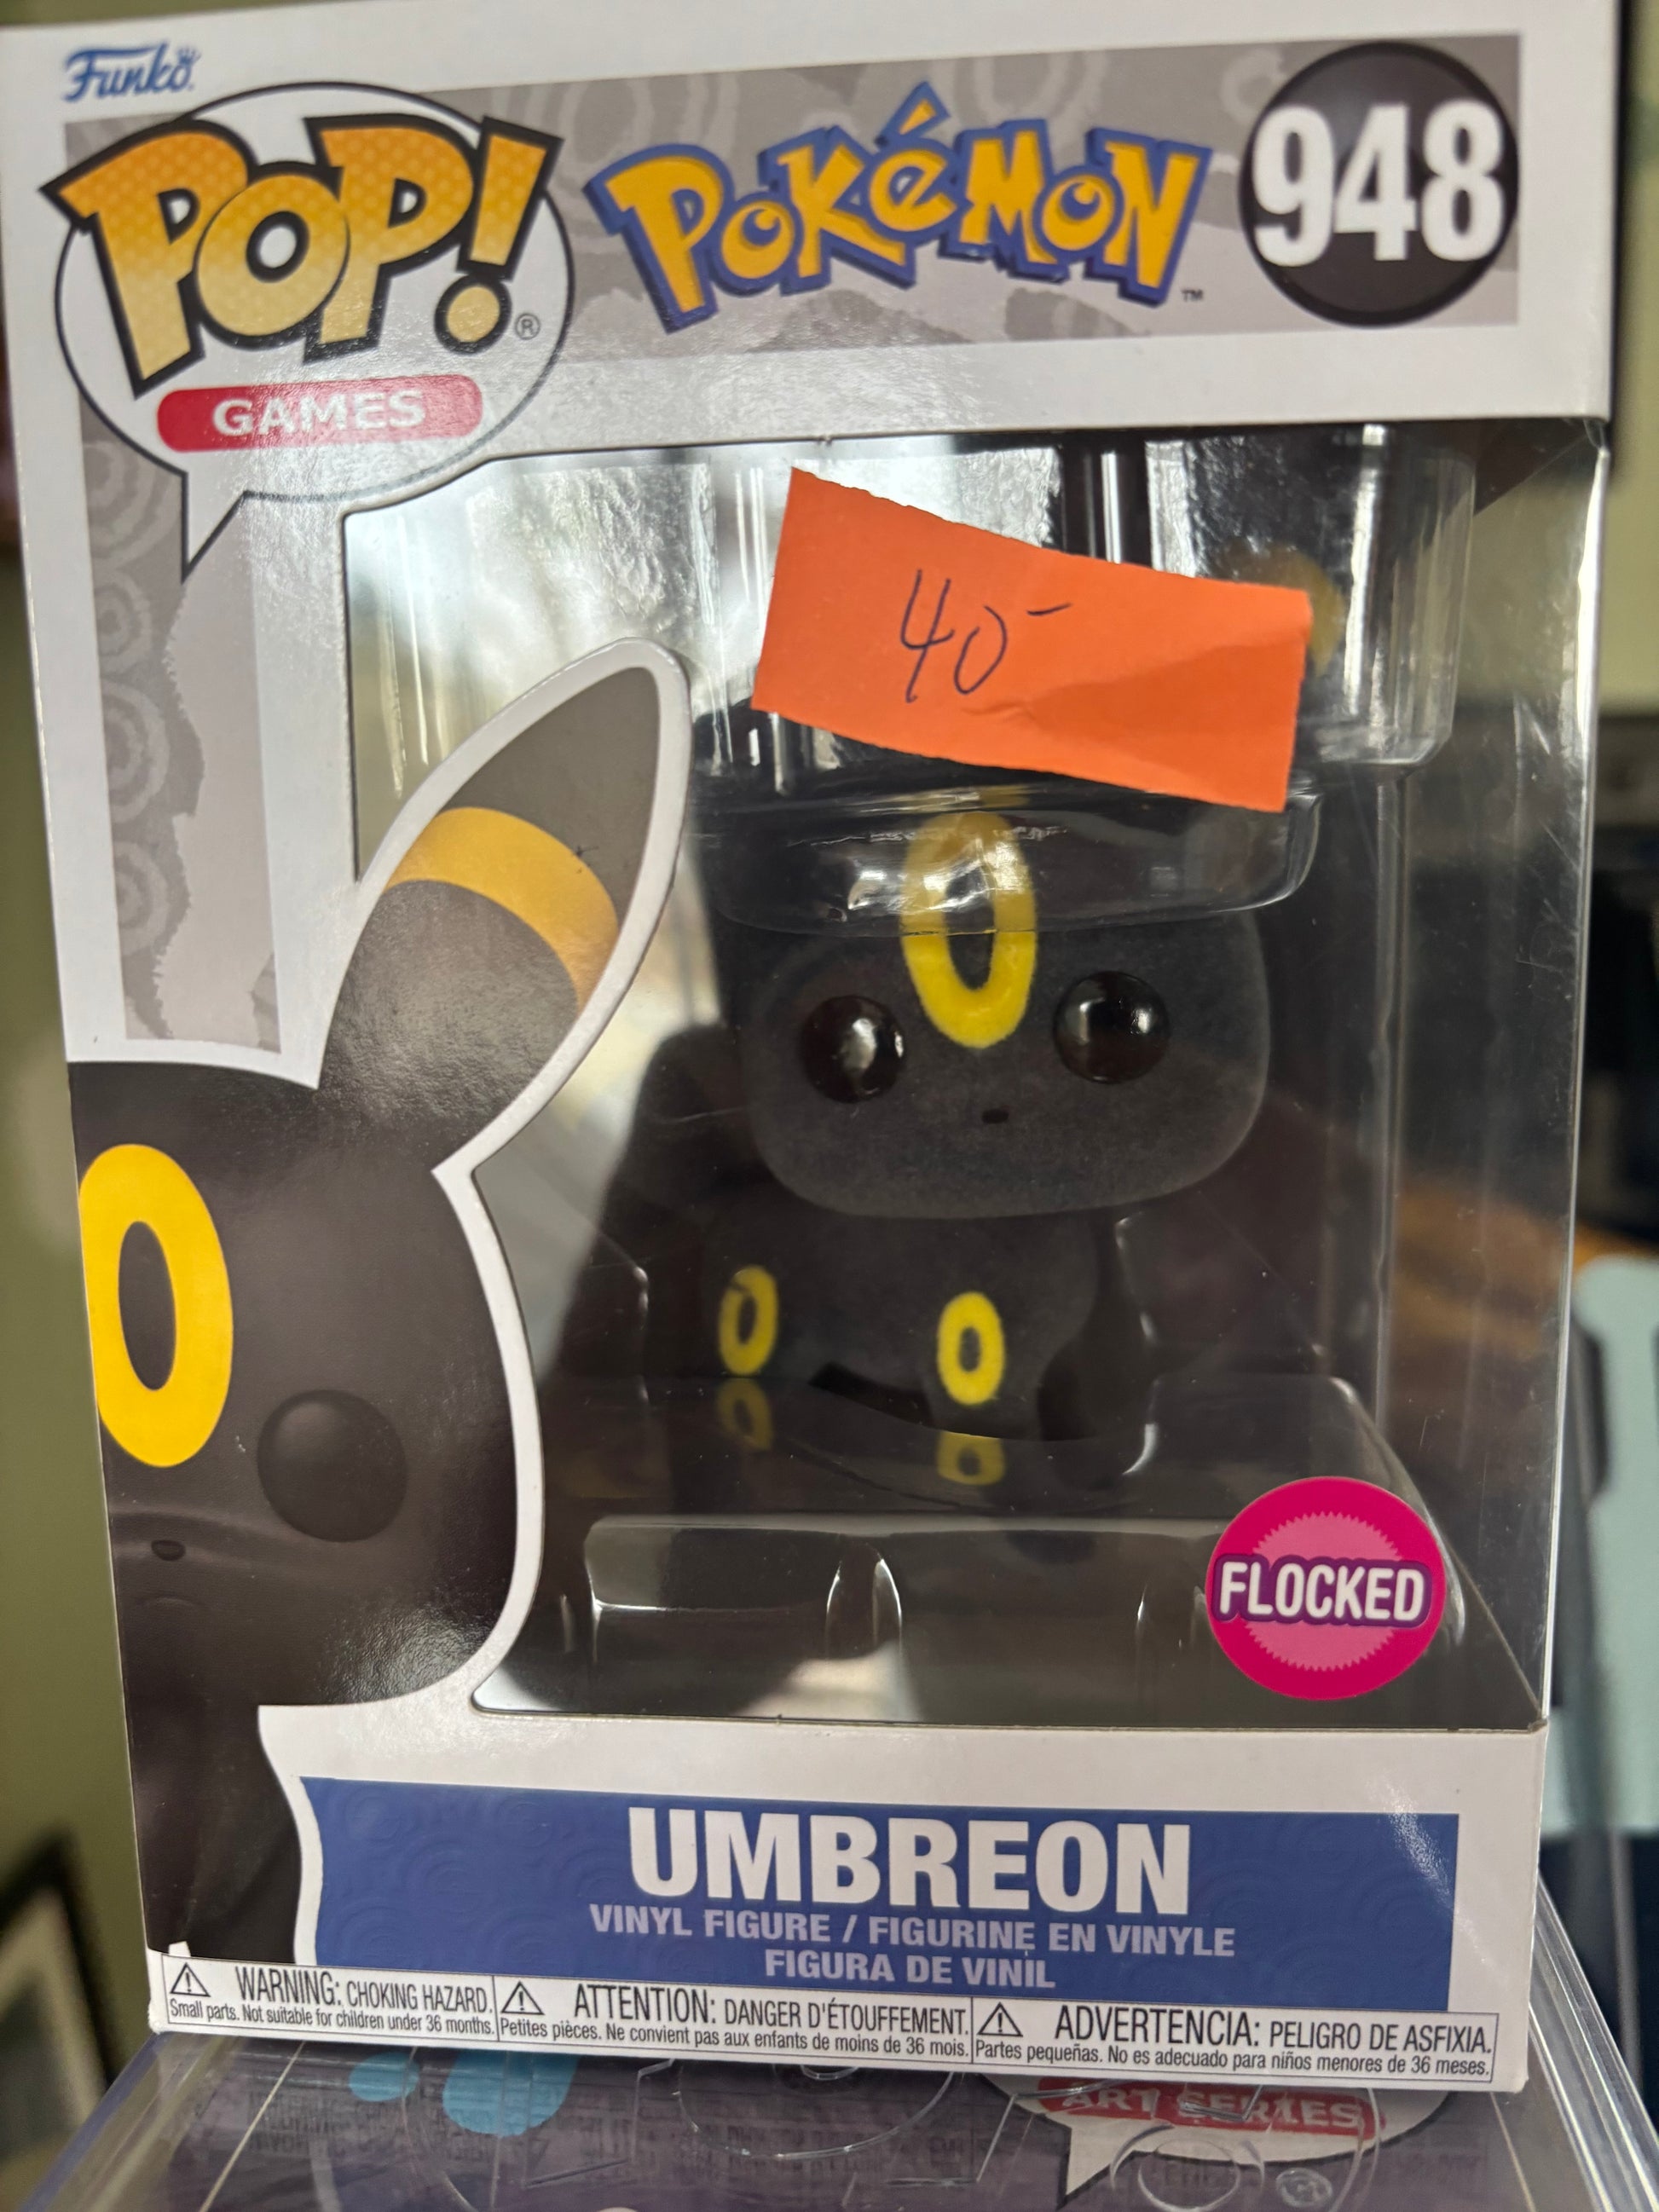 Funko®
POP!® POKÉMON™ 948
GAMES
40-
FLOCKED
UMBREON
VINYL FIGURE / FIGURINE EN VINYLE
FIGURA DE VINIL
WARNING: CHOKING HAZARD.
Small parts. Not suitable for children under 36 months.
ATTENTION: DANGER D'ÉTOUFFEMENT.
Petites pièces. Ne convient pas aux enfants de moins de 36 mois.
ADVERTENCIA: PELIGRO DE ASFIXIA.
Partes pequeñas. No es adecuado para niños menores de 36 meses.
ART SERIES